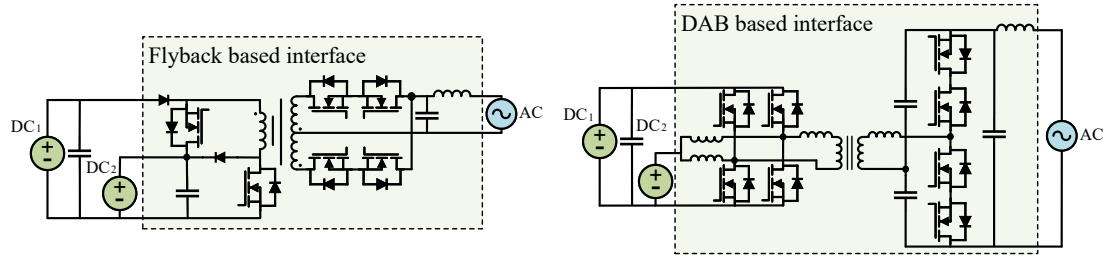 Flyback based interface
DC1
DC2
AC
DAB based interface
DC1
DC2
AC